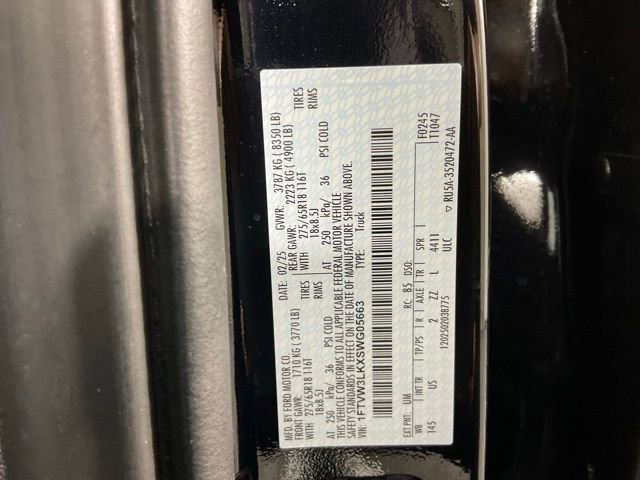 MFD. BY FORD MOTOR CO. DATE: 02/25 GVWR: 3787 KG ( 8350 LB)
FRONT GAWR: 1710 KG ( 3770 LB) REAR GAWR: 2223 KG ( 4900 LB)
WITH 275/65R18 116T TIRES WITH 275/65R18 116T TIRES
18x8.5J RIMS 18x8.5J RIMS
AT 250 kPa/ 36 PSI COLD AT 250 kPa/ 36 PSI COLD
THIS VEHICLE CONFORMS TO ALL APPLICABLE FEDERAL MOTOR VEHICLE
SAFETY STANDARDS IN EFFECT ON THE DATE OF MANUFACTURE SHOWN ABOVE.
VIN: 1FTVW3LKXSWG05663 TYPE: Truck
F0245
T1047
EXT PNT: UM RC: 85 DSO:
WB INT TR TP/PS R AXLE TR SPR
145 US 2 ZZ L 4411
ULC
1202502038775
▽ RU5A-3520472-AA